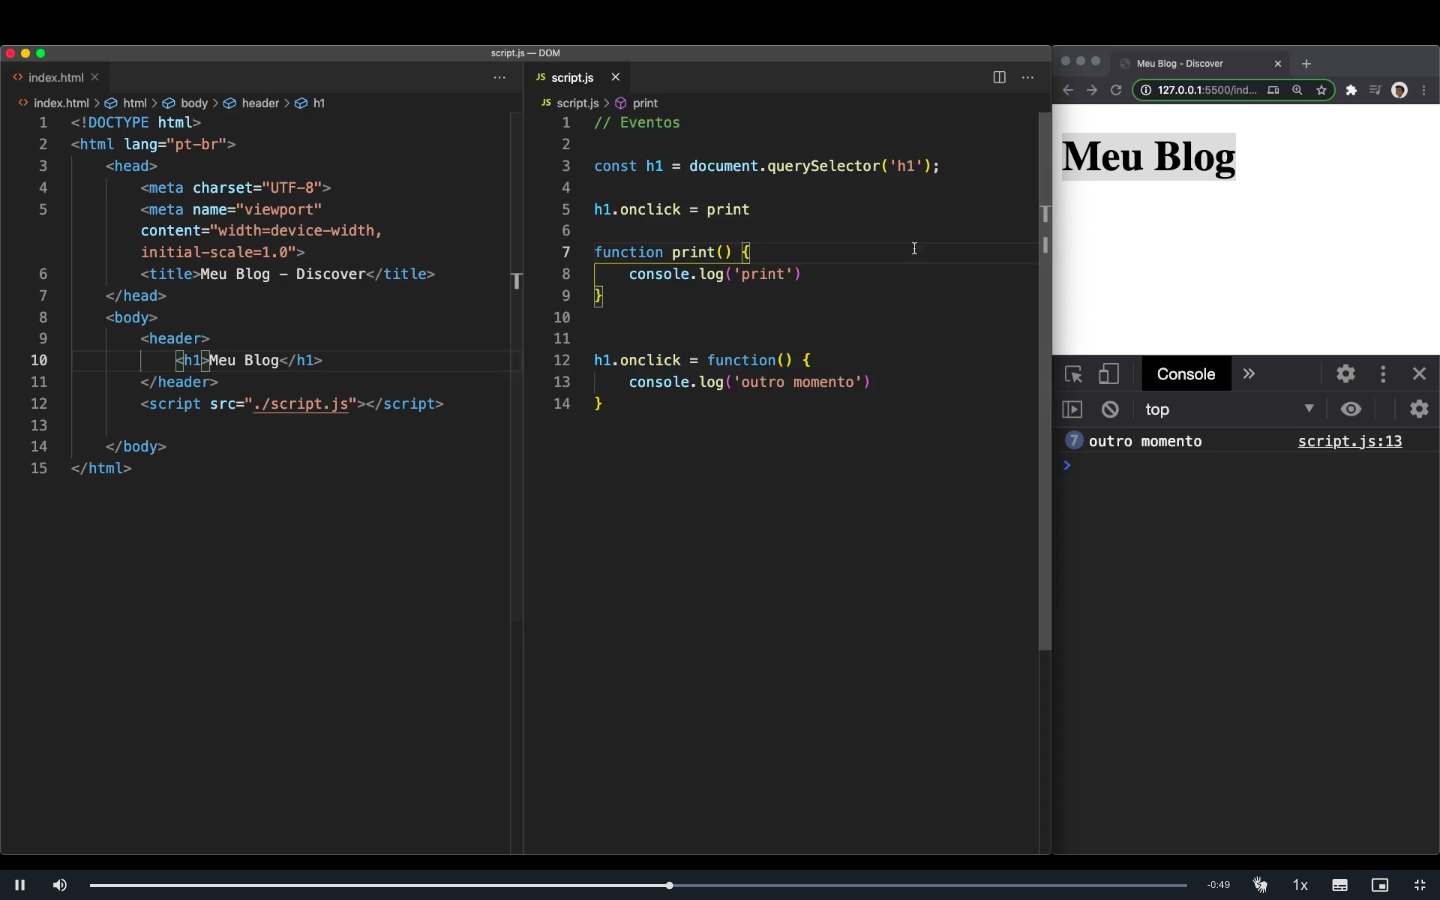 script.js — DOM
index.html
index.html > html > body > header > h1
1 <!DOCTYPE html>
2 <html lang="pt-br">
3 <head>
4 <meta charset="UTF-8">
5 <meta name="viewport"
content="width=device-width,
initial-scale=1.0">
6 <title>Meu Blog - Discover</title>
7 </head>
8 <body>
9 <header>
10 <h1>Meu Blog</h1>
11 </header>
12 <script src="./script.js"></script>
13
14 </body>
15 </html>
JS script.js
JS script.js > print
1 // Eventos
2
3 const h1 = document.querySelector('h1');
4
5 h1.onclick = print
6
7 function print() {
8 console.log('print')
9 }
10
11
12 h1.onclick = function() {
13 console.log('outro momento')
14 }
Meu Blog - Discover
127.0.0.1:5500/ind...
Meu Blog
Console
top
7 outro momento script.js:13
-0:49
1x